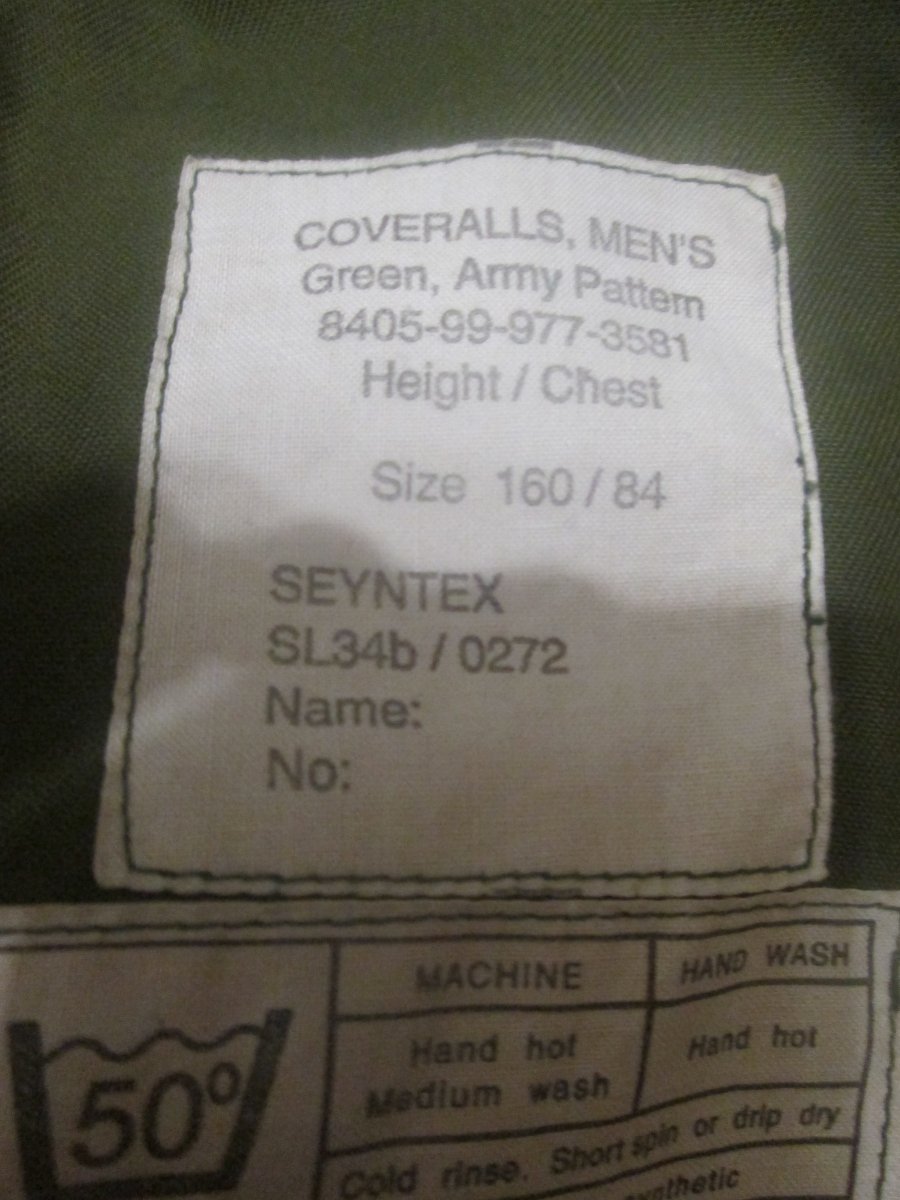 COVERALLS, MEN'S
Green, Army Pattern
8405-99-977-3581
Height / Chest
Size 160 / 84
SEYNTEX
SL34b / 0272
Name:
No:
MACHINE
HAND WASH
50°
Hand hot
Medium wash
Hand hot
Cold rinse. Short spin or drip dry